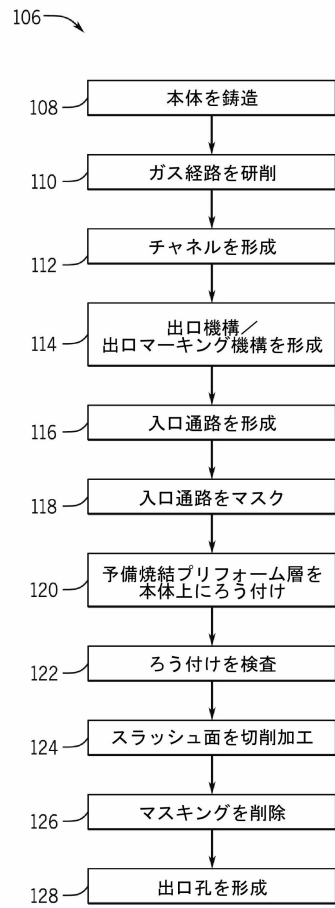 106
108
本体を鋳造
110
ガス経路を研削
112
チャネルを形成
114
出口機構／
出口マーキング機構を形成
116
入口通路を形成
118
入口通路をマスク
120
予備焼結プリフォーム層を
本体上にろう付け
122
ろう付けを検査
124
スラッシュ面を切削加工
126
マスキングを削除
128
出口孔を形成